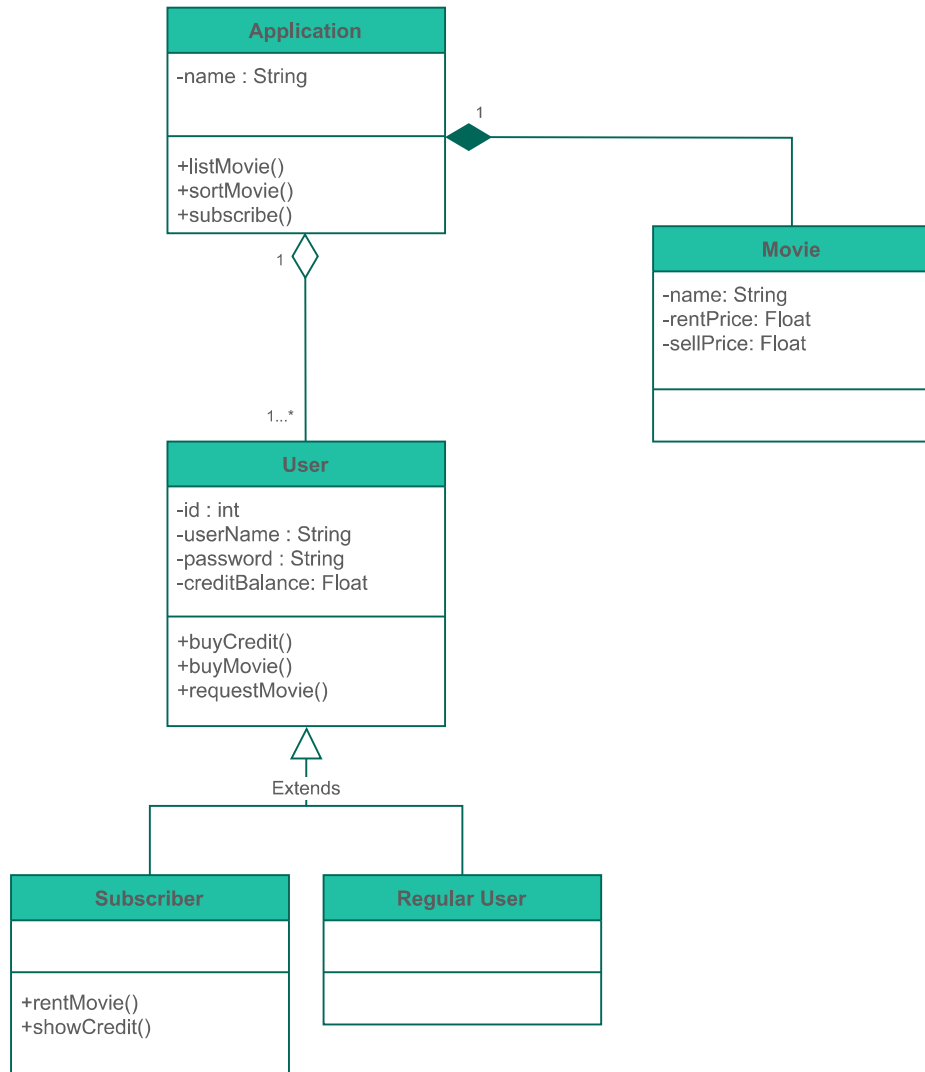 Application
-name : String
+listMovie()
+sortMovie()
+subscribe()
1
1
Movie
-name: String
-rentPrice: Float
-sellPrice: Float
1...*
User
-id : int
-userName : String
-password : String
-creditBalance: Float
+buyCredit()
+buyMovie()
+requestMovie()
Extends
Subscriber
+rentMovie()
+showCredit()
Regular User